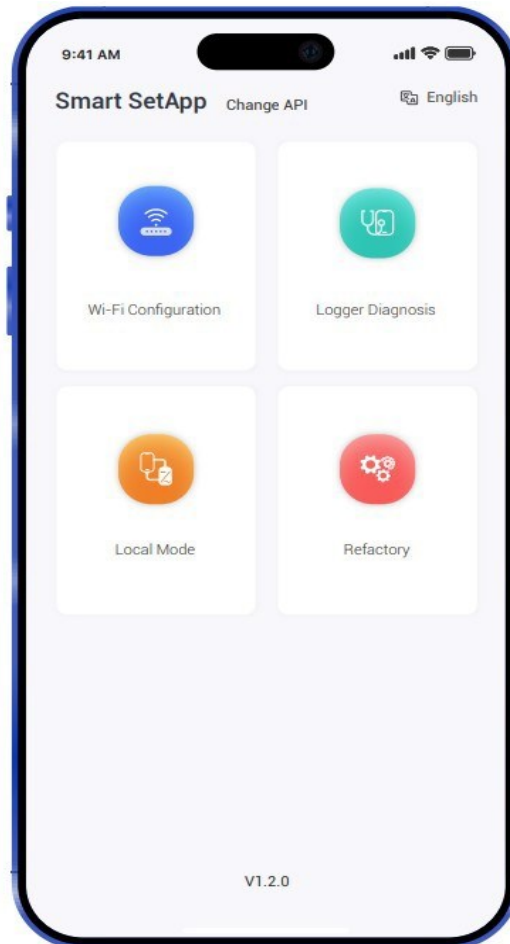 9:41 AM
Smart SetApp Change API English
Wi-Fi Configuration Logger Diagnosis
Local Mode Refactory
V1.2.0